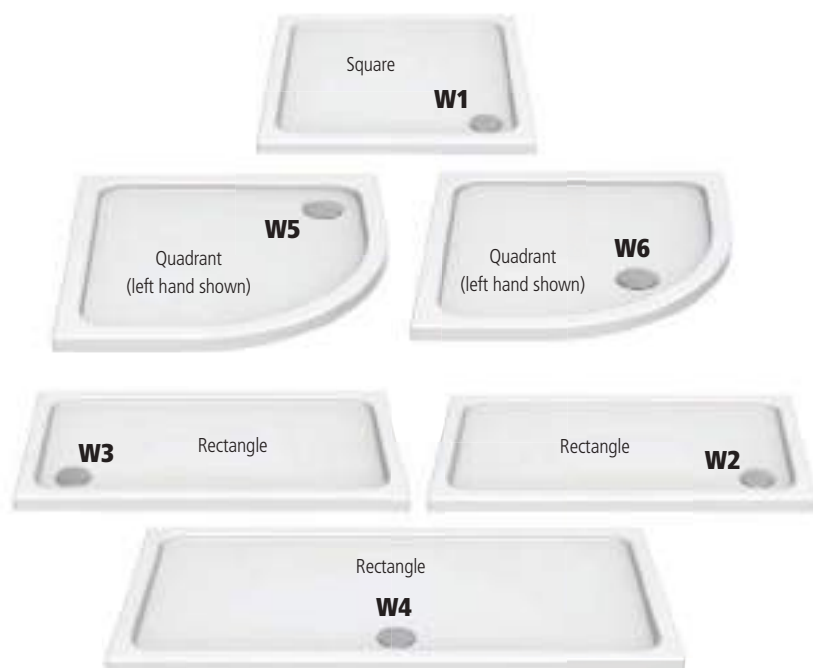 Square
W1
W5
Quadrant
(left hand shown)
W6
Quadrant
(left hand shown)
W3
Rectangle
Rectangle
W2
Rectangle
W4